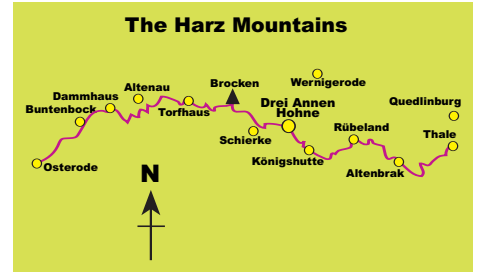 The Harz Mountains
Brocken
Wernigerode
Altenau
Dammhaus
Buntenbock
Torfhaus
Drei Annen
Hohne
Quedlinburg
Rübeland
Thale
Schierke
Königshutte
Altenbrak
Osterode
N